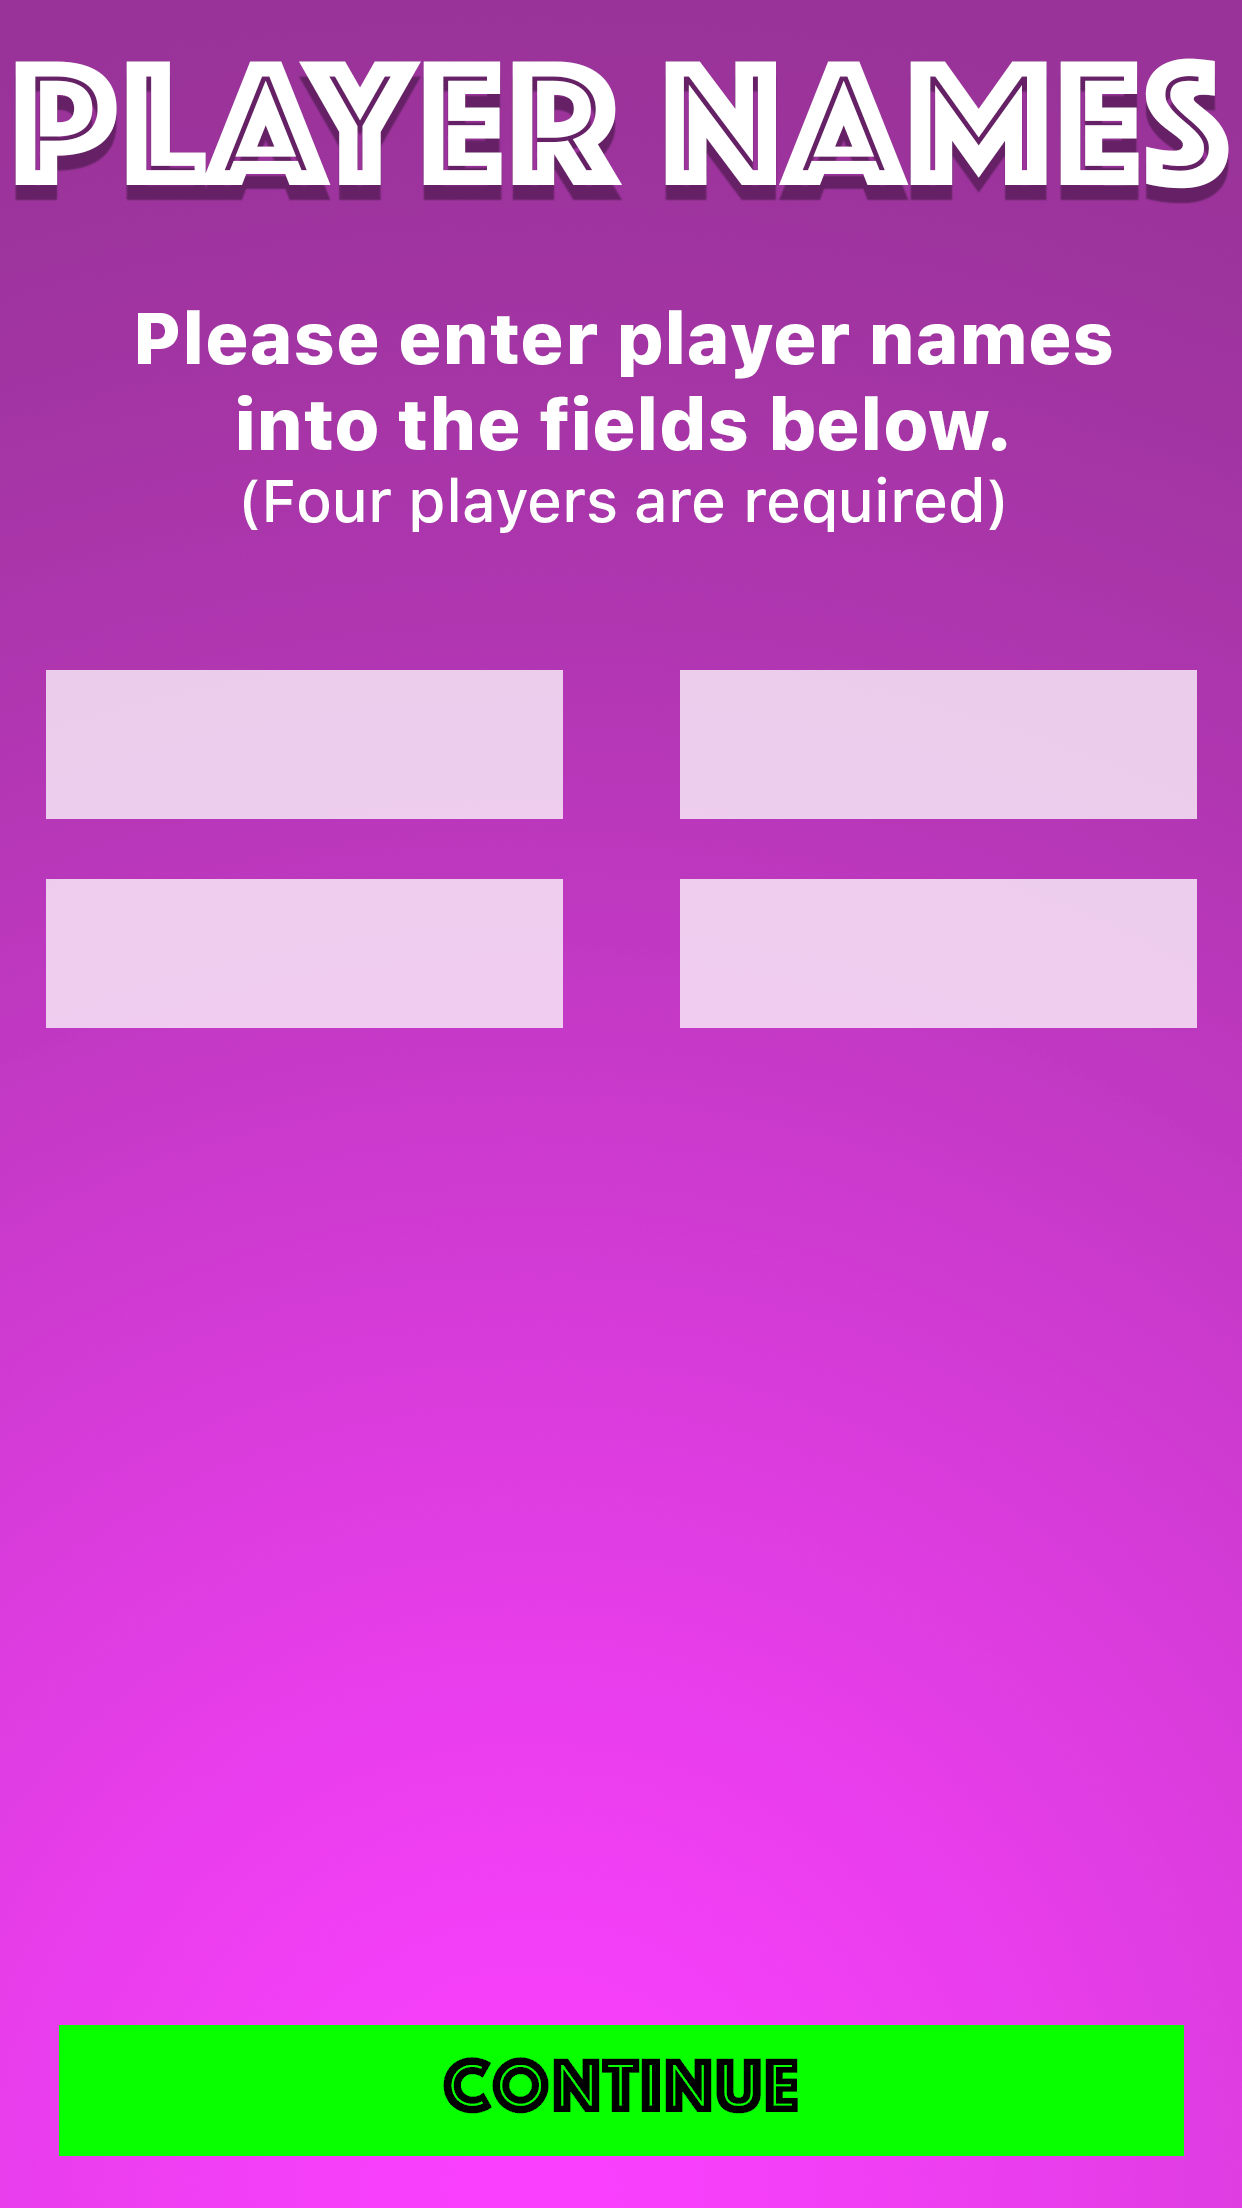 PLAYER NAMES
Please enter player names
into the fields below.
(Four players are required)
CONTINUE